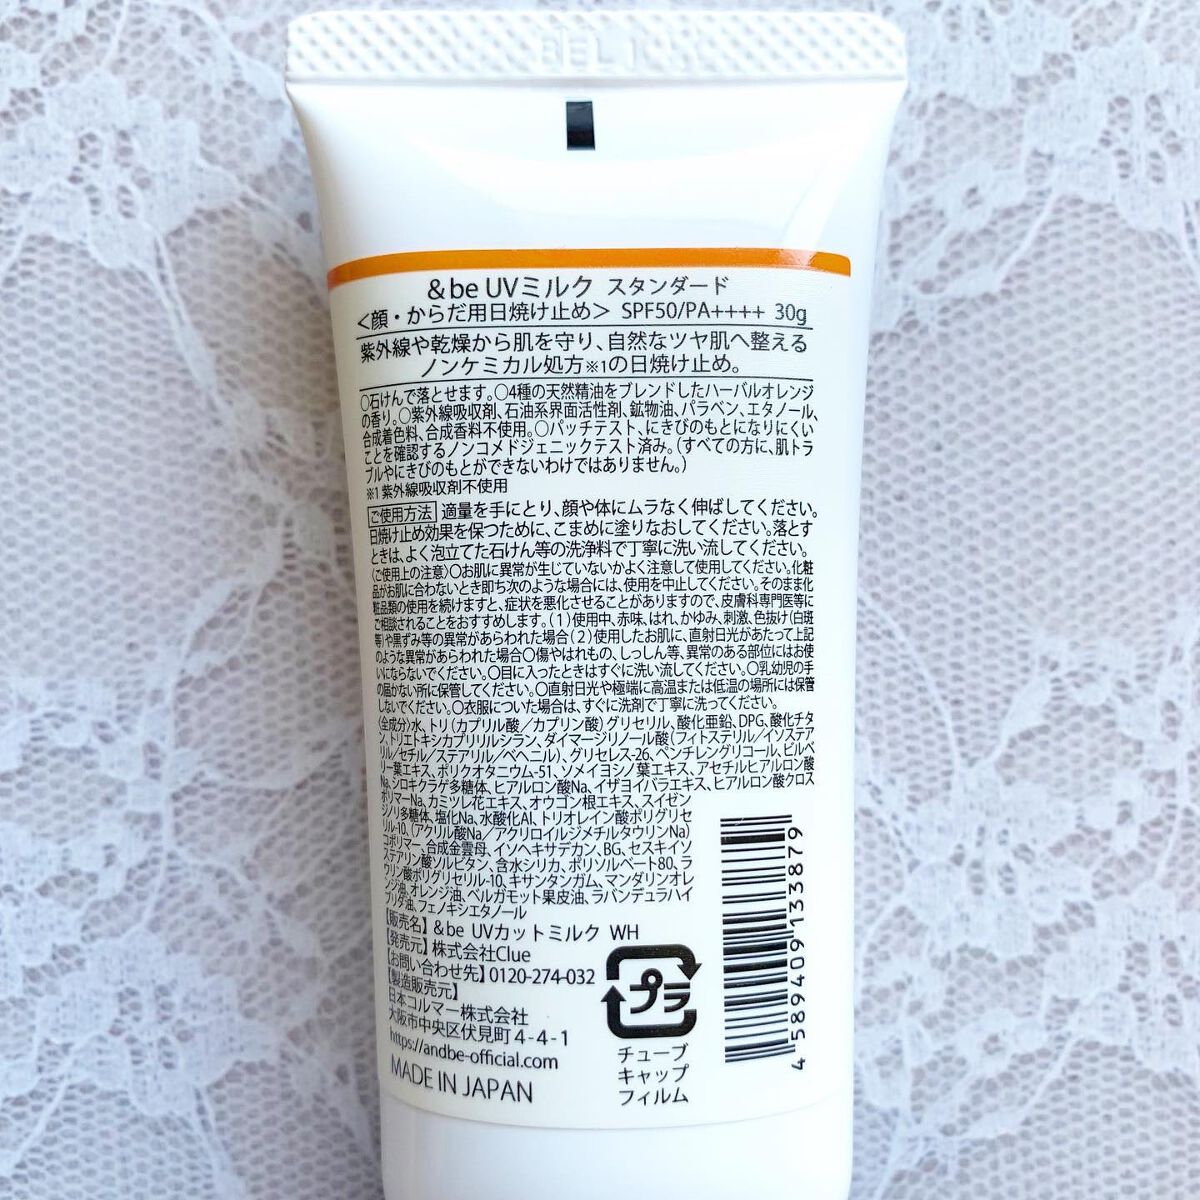 &be UVミルク スタンダード
<顔・からだ用日焼け止め> SPF50/PA++++ 30g
紫外線や乾燥から肌を守り、自然なツヤ肌へ整える
ノンケミカル処方※1の日焼け止め。
○石けんで落とせます。○4種の天然精油をブレンドしたハーバルオレンジ
の香り。○紫外線吸収剤、石油系界面活性剤、鉱物油、パラベン、エタノール、
合成着色料、合成香料不使用。○パッチテスト、にきびのもとになりにくい
ことを確認するノンコメドジェニックテスト済み。(すべての方に、肌トラ
ブルやにきびのもとができないわけではありません。)
※1 紫外線吸収剤不使用
ご使用方法 適量を手にとり、顔や体にムラなく伸ばしてください。
日焼け止め効果を保つために、こまめに塗りなおしてください。落とす
ときは、よく泡立てた石けん等の洗浄料で丁寧に洗い流してください。
〈ご使用上の注意〉○お肌に異常が生じていないかよく注意して使用してください。化粧
品がお肌に合わないとき即ち次のような場合には、使用を中止してください。そのまま化
粧品類の使用を続けますと、症状を悪化させることがありますので、皮膚科専門医等に
ご相談されることをおすすめします。(1)使用中、赤味、はれ、かゆみ、刺激、色抜け(白斑
等)や黒ずみ等の異常があらわれた場合(2)使用したお肌に、直射日光があたって上記
のような異常があらわれた場合○傷やはれもの、しっしん等、異常のある部位にはお使
いにならないでください。○目に入ったときはすぐに洗い流してください。○乳幼児の手
の届かない所に保管してください。○直射日光や極端に高温または低温の場所には保管
しないでください。○衣服についた場合は、すぐに洗剤で丁寧に洗ってください。
〈全成分〉水、トリ(カプリル酸/カプリン酸)グリセリル、酸化亜鉛、DPG、酸化チタ
ン、トリエトキシカプリリルシラン、ダイマージリノール酸(フィトステリル/イソステア
リル/セチル/ステアリル/ベヘニル)、グリセレス-26、ペンチレングリコール、ビルベ
リー葉エキス、ポリクオタニウム-51、ソメイヨシノ葉エキス、アセチルヒアルロン酸
Na、シロキクラゲ多糖体、ヒアルロン酸Na、イザヨイバラエキス、ヒアルロン酸クロス
ポリマーNa、カミツレ花エキス、オウゴン根エキス、スイゼン
ジノリ多糖体、塩化Na、水酸化Al、トリオレイン酸ポリグリセ
リル-10、(アクリル酸Na/アクリロイルジメチルタウリンNa)
コポリマー、合成金雲母、イソヘキサデカン、BG、セスキイソ
ステアリン酸ソルビタン、含水シリカ、ポリソルベート80、ラ
ウリン酸ポリグリセリル-10、キサンタンガム、マンダリンオレ
ンジ油、オレンジ油、ベルガモット果皮油、ラバンデュラハイ
ブリダ油、フェノキシエタノール
【販売名】&be UVカットミルク WH
【発売元】株式会社Clue
【お問い合わせ先】0120-274-032
【製造販売元】
日本コルマー株式会社
大阪市中央区伏見町4-4-1
https://andbe-official.com
MADE IN JAPAN
プラ
チューブ
キャップ
フィルム
4589409133879